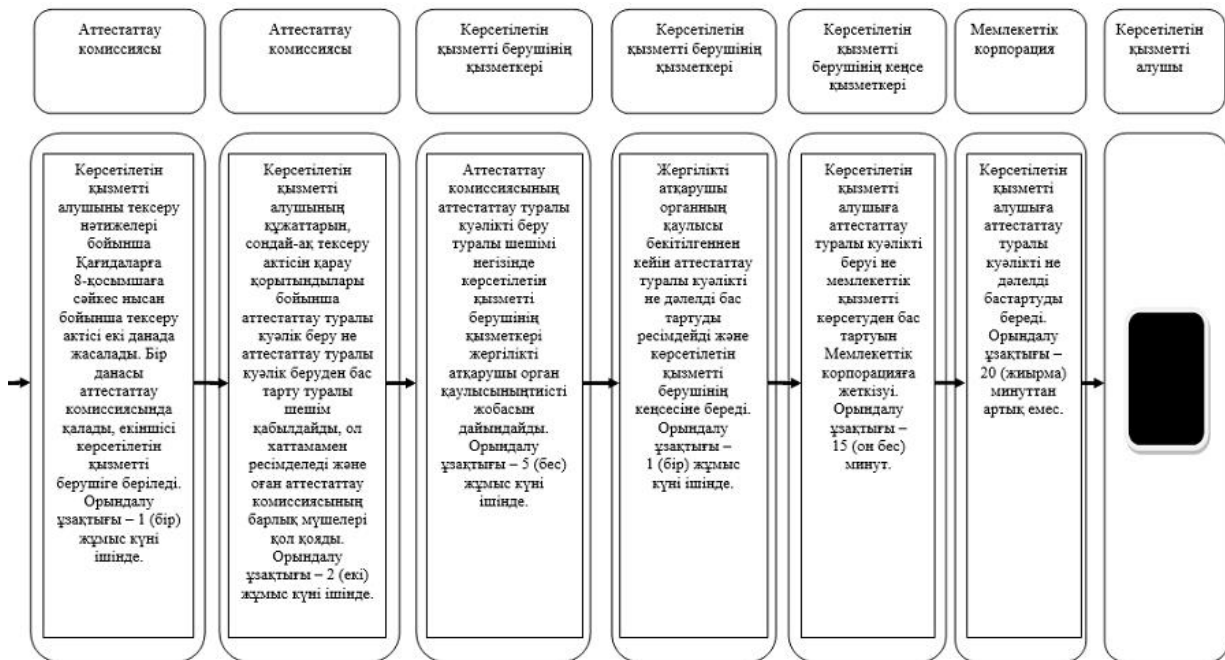 Аттестаттау
комиссиясы
Аттестаттау
комиссиясы
Көрсетілетін
қызметті берушінің
қызметкері
Көрсетілетін
қызметті берушінің
қызметкері
Көрсетілетін
қызметті
берушінің кеңсе
қызметкері
Мемлекеттік
корпорация
Көрсетілетін
қызметті
алушы
Көрсетілетін
қызметті
алушыны тексеру
нәтижелері
бойынша
Қағидаларға
8-қосымшаға
сәйкес нысан
бойынша тексеру
актісі екі данада
жасалады. Бір
данасы
аттестаттау
комиссиясында
қалады, екіншісі
көрсетілетін
қызметті
берушіге беріледі.
Орындалу
ұзақтығы – 1 (бір)
жұмыс күні
ішінде.
Көрсетілетін
қызметті
алушының
құжаттарын,
сондай-ақ тексеру
актісін қарау
қорытындылары
бойынша
аттестаттау туралы
куәлік беру не
аттестаттау туралы
куәлік беруден бас
тарту туралы
шешім
қабылдайды, ол
хаттамамен
ресімделеді және
оған аттестаттау
комиссиясының
барлық мүшелері
қол қояды.
Орындалу
ұзақтығы – 2 (екі)
жұмыс күні ішінде.
Аттестаттау
комиссиясының
аттестаттау туралы
куәлікті беру
туралы шешімі
негізінде
көрсетілетін
қызметті
берушінің
қызметкері
жергілікті
атқарушы орган
қаулысыныңтиісті
жобасын
дайындайды.
Орындалу
ұзақтығы – 5 (бес)
жұмыс күні
ішінде.
Жергілікті
атқарушы
органның
қаулысы
бекітілгеннен
кейін аттестаттау
туралы куәлікті
не дәлелді бас
тартуды
ресімдейді және
көрсетілетін
қызметті
берушінің
кеңсесіне береді.
Орындалу
ұзақтығы –
1 (бір) жұмыс
күні ішінде.
Көрсетілетін
қызметті
алушыға
аттестаттау
туралы куәлікті
беруі не
мемлекеттік
қызметті
көрсетуден бас
тартуын
Мемлекеттік
корпорацияға
жеткізуі.
Орындалу
ұзақтығы –
15 (он бес)
минут.
Көрсетілетін
қызметті
алушыға
аттестаттау
туралы
куәлікті не
дәлелді
бастартуды
береді.
Орындалу
ұзақтығы –
20 (жиырма)
минуттан
артық емес.